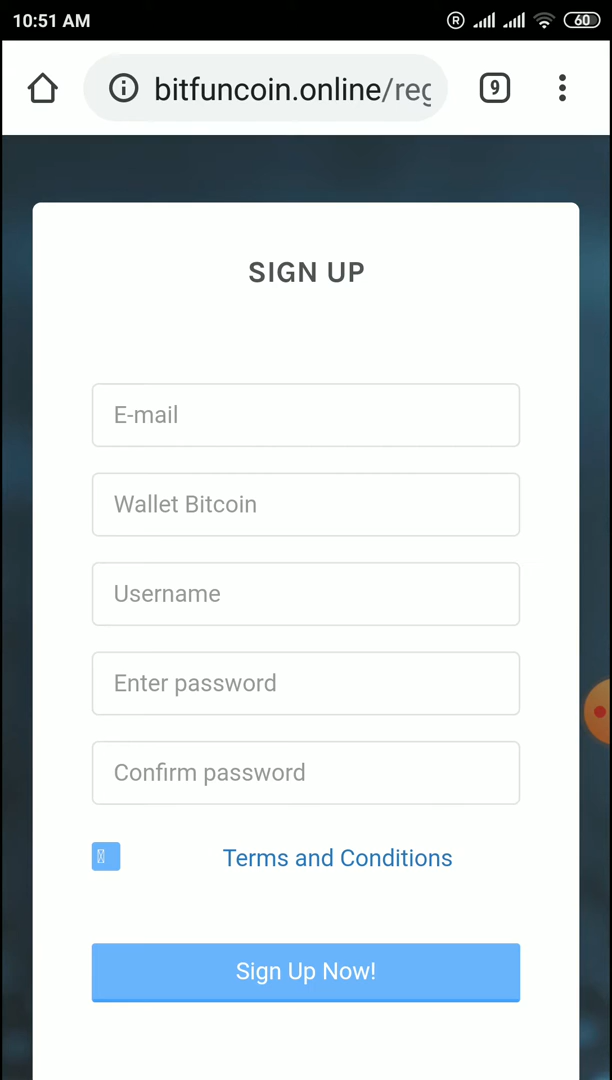 10:51 AM
R
60
bitfuncoin.online/reg
9
SIGN UP
E-mail
Wallet Bitcoin
Username
Enter password
Confirm password
Terms and Conditions
Sign Up Now!